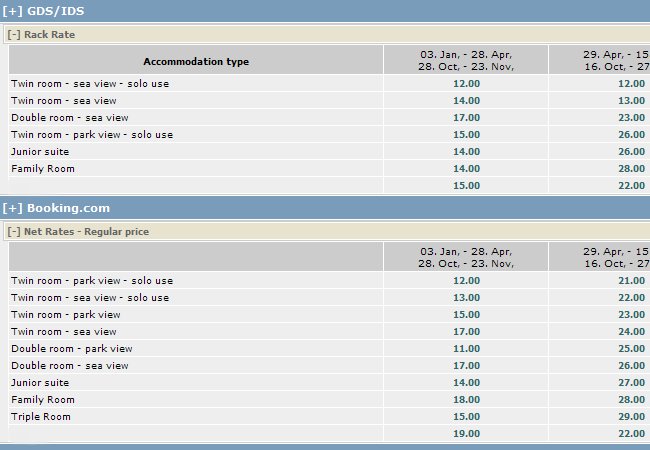 [+] GDS/IDS
[-] Rack Rate
Accommodation type 03. Jan, - 28. Apr, 29. Apr, - 15
28. Oct, - 23. Nov, 16. Oct, - 27
Twin room - sea view - solo use 12.00 12.00
Twin room - sea view 14.00 13.00
Double room - sea view 17.00 23.00
Twin room - park view - solo use 15.00 26.00
Junior suite 14.00 26.00
Family Room 14.00 28.00
15.00 22.00
[+] Booking.com
[-] Net Rates - Regular price
03. Jan, - 28. Apr, 29. Apr, - 15
28. Oct, - 23. Nov, 16. Oct, - 27
Twin room - park view - solo use 12.00 21.00
Twin room - sea view - solo use 13.00 22.00
Twin room - park view 15.00 23.00
Twin room - sea view 17.00 24.00
Double room - park view 11.00 25.00
Double room - sea view 17.00 26.00
Junior suite 14.00 27.00
Family Room 18.00 28.00
Triple Room 15.00 29.00
19.00 22.00